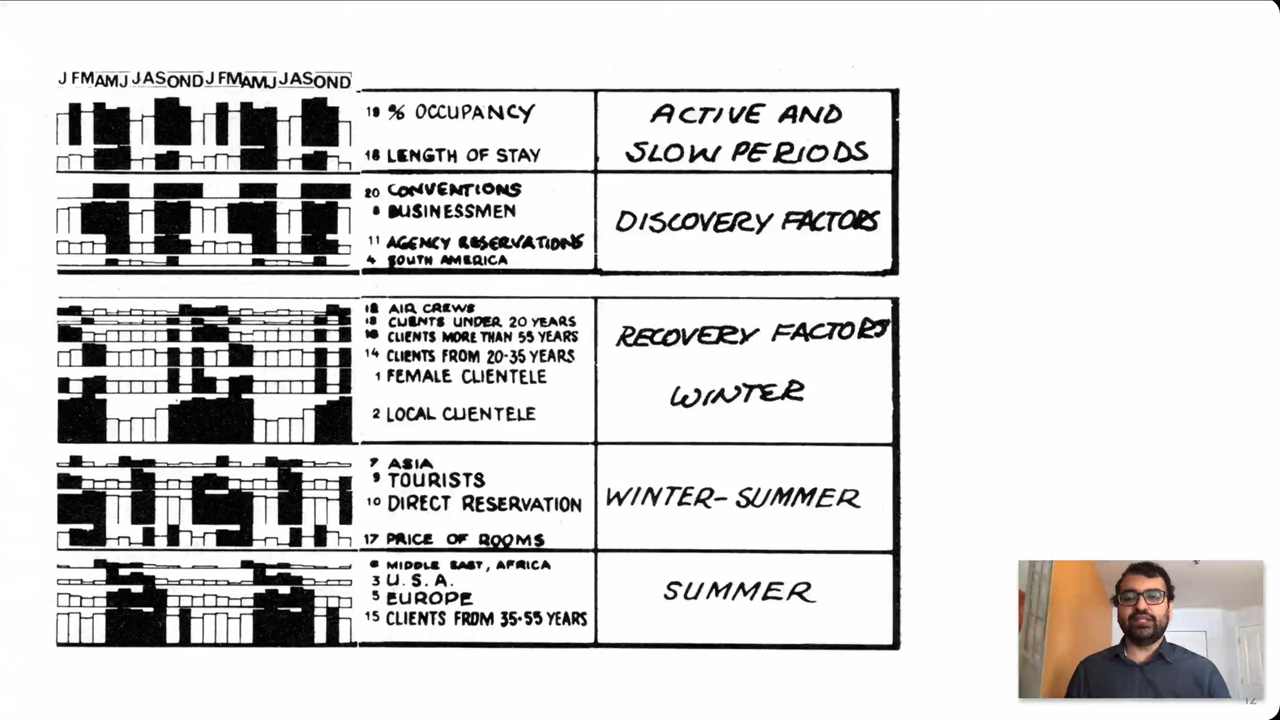 J F M A M J J A S O N D J F M A M J J A S O N D
19 % OCCUPANCY
18 LENGTH OF STAY
ACTIVE AND
SLOW PERIODS
20 CONVENTIONS
8 BUSINESSMEN
11 AGENCY RESERVATIONS
4 SOUTH AMERICA
DISCOVERY FACTORS
12 AIR CREWS
13 CLIENTS UNDER 20 YEARS
16 CLIENTS MORE THAN 55 YEARS
14 CLIENTS FROM 20-35 YEARS
1 FEMALE CLIENTELE
2 LOCAL CLIENTELE
RECOVERY FACTORS
WINTER
7 ASIA
9 TOURISTS
10 DIRECT RESERVATION
17 PRICE OF ROOMS
WINTER-SUMMER
6 MIDDLE EAST, AFRICA
3 U.S.A.
5 EUROPE
15 CLIENTS FROM 35-55 YEARS
SUMMER
12